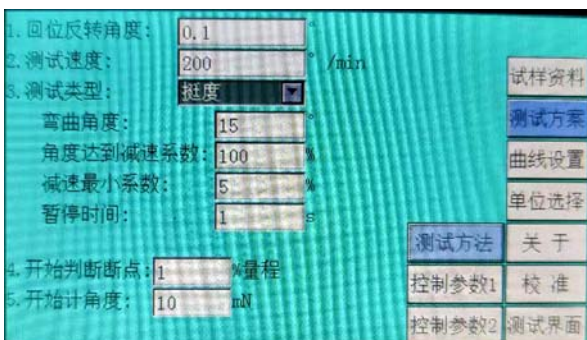 1.回位反转角度: 0.1 °
2.测试速度: 200 ° /min
3.测试类型: 挺度
弯曲角度: 15 °
角度达到减速系数: 100 %
减速最小系数: 5 %
暂停时间: 1 s
4.开始判断断点: 1 %量程
5.开始计角度: 10 mN
试样资料
测试方案
曲线设置
单位选择
测试方法 关于
控制参数1 校准
控制参数2 测试界面